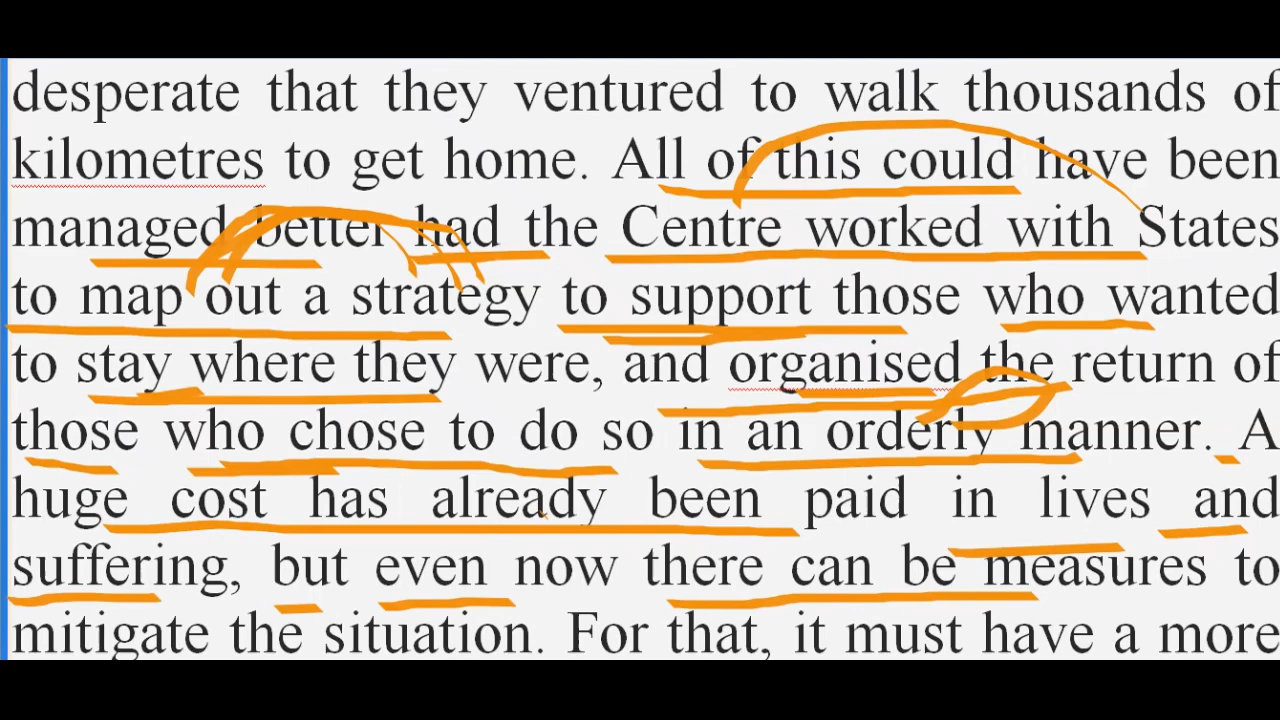 desperate that they ventured to walk thousands of
kilometres to get home. All of this could have been
managed better had the Centre worked with States
to map out a strategy to support those who wanted
to stay where they were, and organised the return of
those who chose to do so in an orderly manner. A
huge cost has already been paid in lives and
suffering, but even now there can be measures to
mitigate the situation. For that, it must have a more